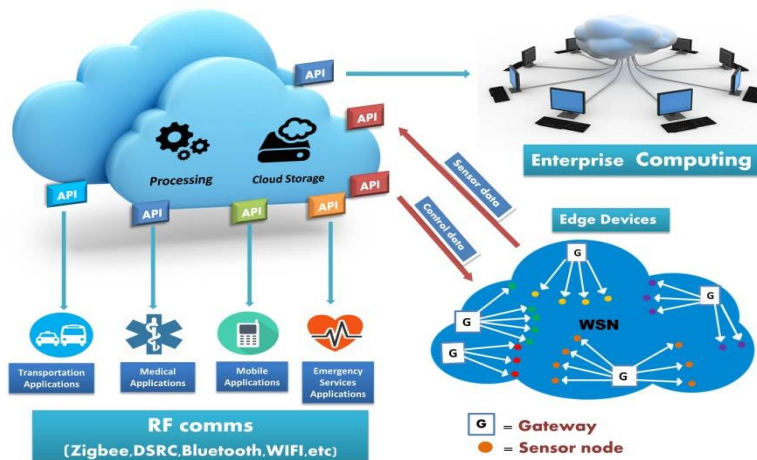 API
API
Processing
Cloud Storage
API
API
API
API
API
Enterprise Computing
Sensor data
Control data
Edge Devices
G
G
G
WSN
G
G
Transportation
Applications
Medical
Applications
Mobile
Applications
Emergency
Services
Applications
RF comms
(Zigbee,DSRC,Bluetooth,WIFI,etc)
G = Gateway
= Sensor node